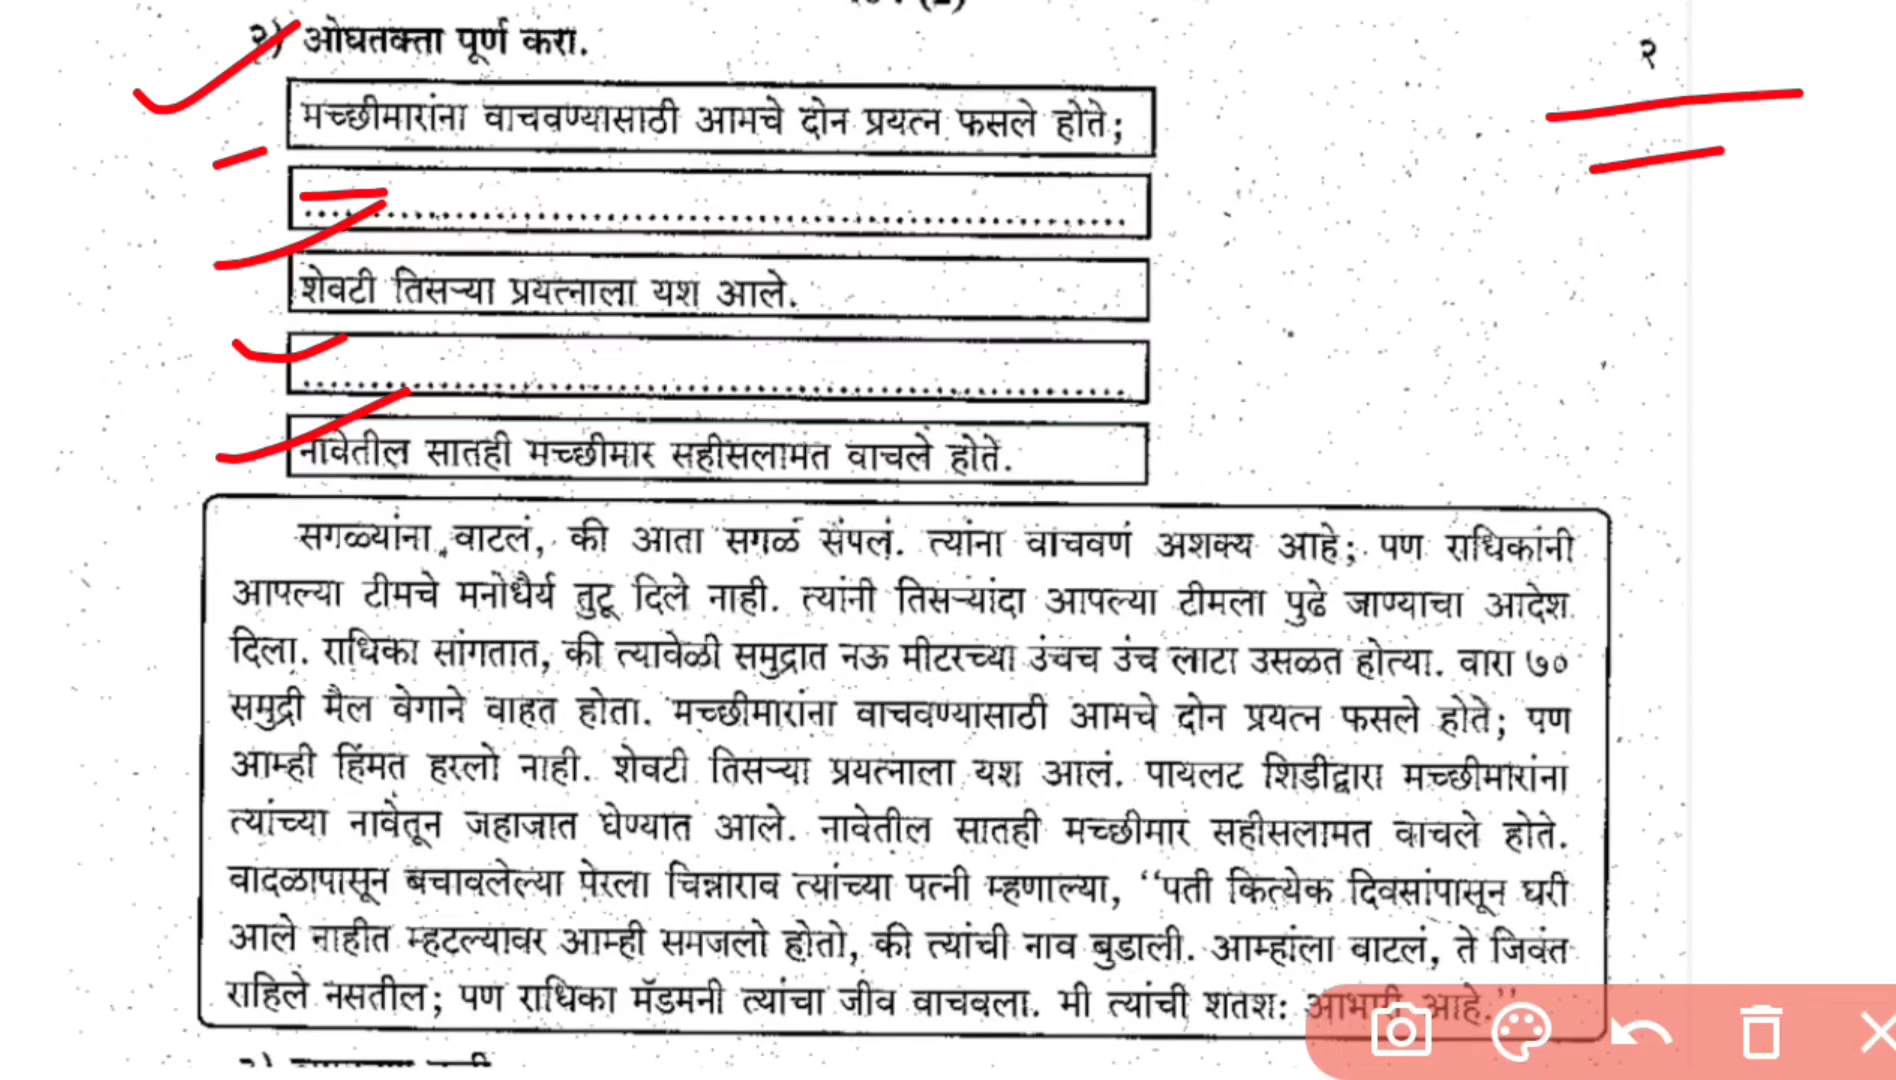 २) ओघतक्ता पूर्ण करा. २
मच्छीमारांना वाचवण्यासाठी आमचे दोन प्रयत्न फसले होते;
शेवटी तिसऱ्या प्रयत्नाला यश आले.
नावेतील सातही मच्छीमार सहीसलामत वाचले होते.
सगळ्यांना वाटलं, की आता सगळं संपलं. त्यांना वाचवणं अशक्य आहे; पण राधिकांनी
आपल्या टीमचे मनोधैर्य तुटू दिले नाही. त्यांनी तिसऱ्यांदा आपल्या टीमला पुढे जाण्याचा आदेश
दिला. राधिका सांगतात, की त्यावेळी समुद्रात नऊ मीटरच्या उंचच उंच लाटा उसळत होत्या. वारा ७०
समुद्री मैल वेगाने वाहत होता. मच्छीमारांना वाचवण्यासाठी आमचे दोन प्रयत्न फसले होते; पण
आम्ही हिंमत हरलो नाही. शेवटी तिसऱ्या प्रयत्नाला यश आलं. पायलट शिडीद्वारा मच्छीमारांना
त्यांच्या नावेतून जहाजात घेण्यात आले. नावेतील सातही मच्छीमार सहीसलामत वाचले होते.
वादळापासून बचावलेल्या पेरला चिन्नाराव त्यांच्या पत्नी म्हणाल्या, “पती कित्येक दिवसांपासून घरी
आले नाहीत म्हटल्यावर आम्ही समजलो होतो, की त्यांची नाव बुडाली. आम्हांला वाटलं, ते जिवंत
राहिले नसतील; पण राधिका मॅडमनी त्यांचा जीव वाचवला. मी त्यांची शतशः आभारी आहे.”